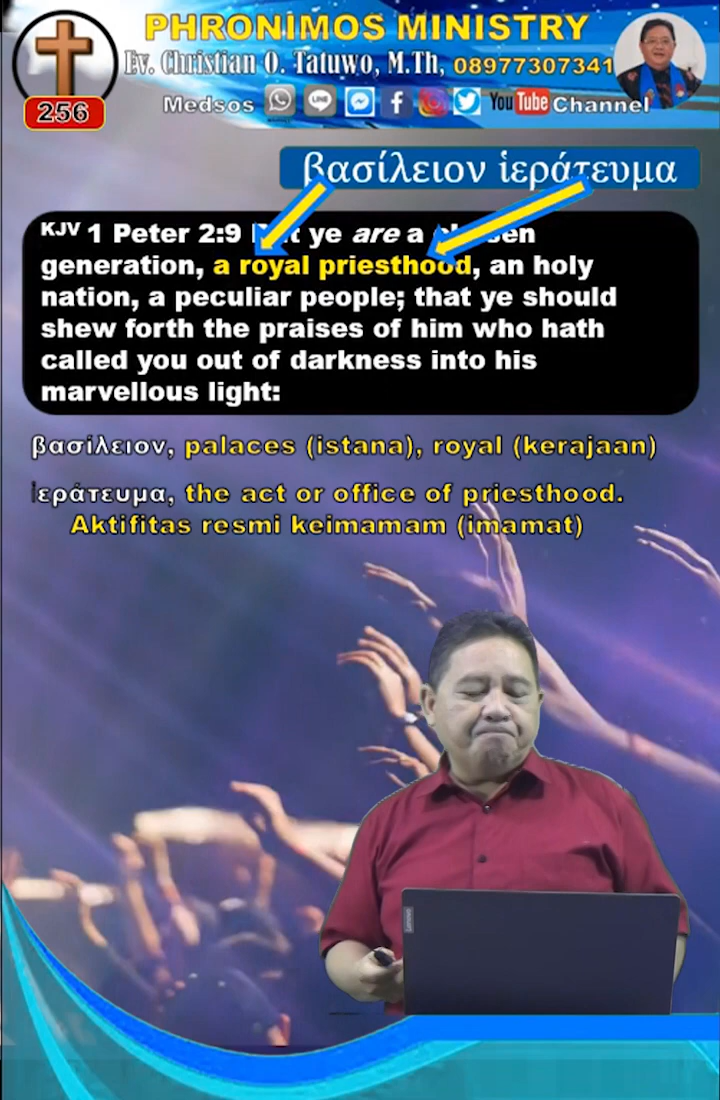 PHRONIMOS MINISTRY
Ev. Christian O. Tatuwo, M.Th, 08977307341
256
Medsos You Tube Channel
βασίλειον ἱεράτευμα
KJV 1 Peter 2:9 ye are a
generation, a royal priesthood, an holy
nation, a peculiar people; that ye should
shew forth the praises of him who hath
called you out of darkness into his
marvellous light:
βασίλειον, palaces (istana), royal (kerajaan)
ἱεράτευμα, the act or office of priesthood.
Aktifitas resmi keimamam (imamat)
Lenovo